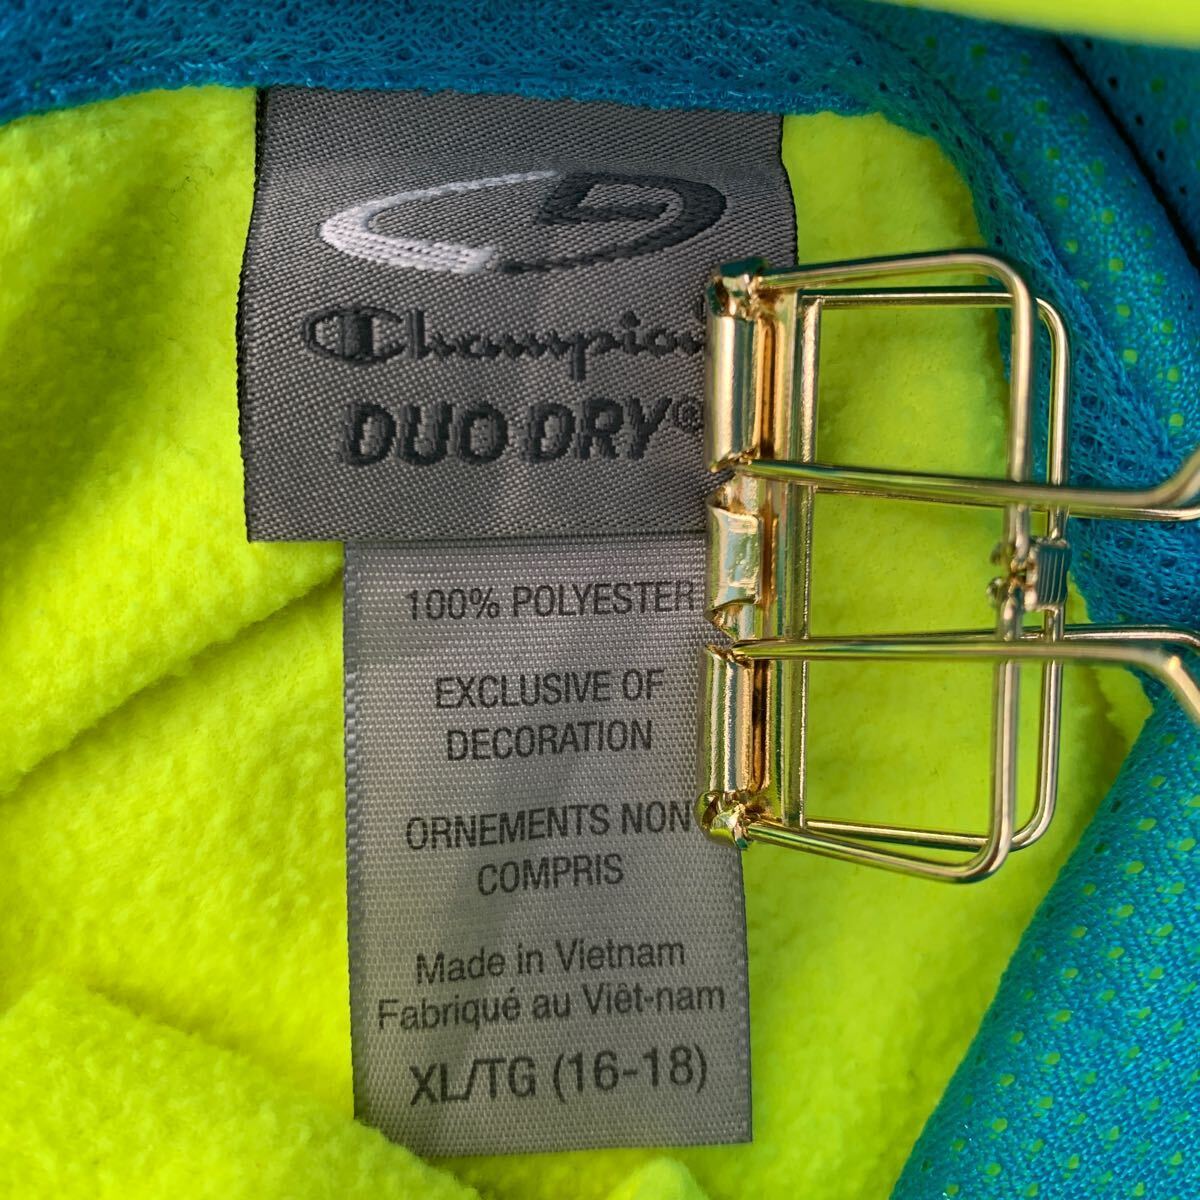 Champion
DUO DRY®
100% POLYESTER
EXCLUSIVE OF
DECORATION
ORNEMENTS NON
COMPRIS
Made in Vietnam
Fabriqué au Viêt-nam
XL/TG (16-18)